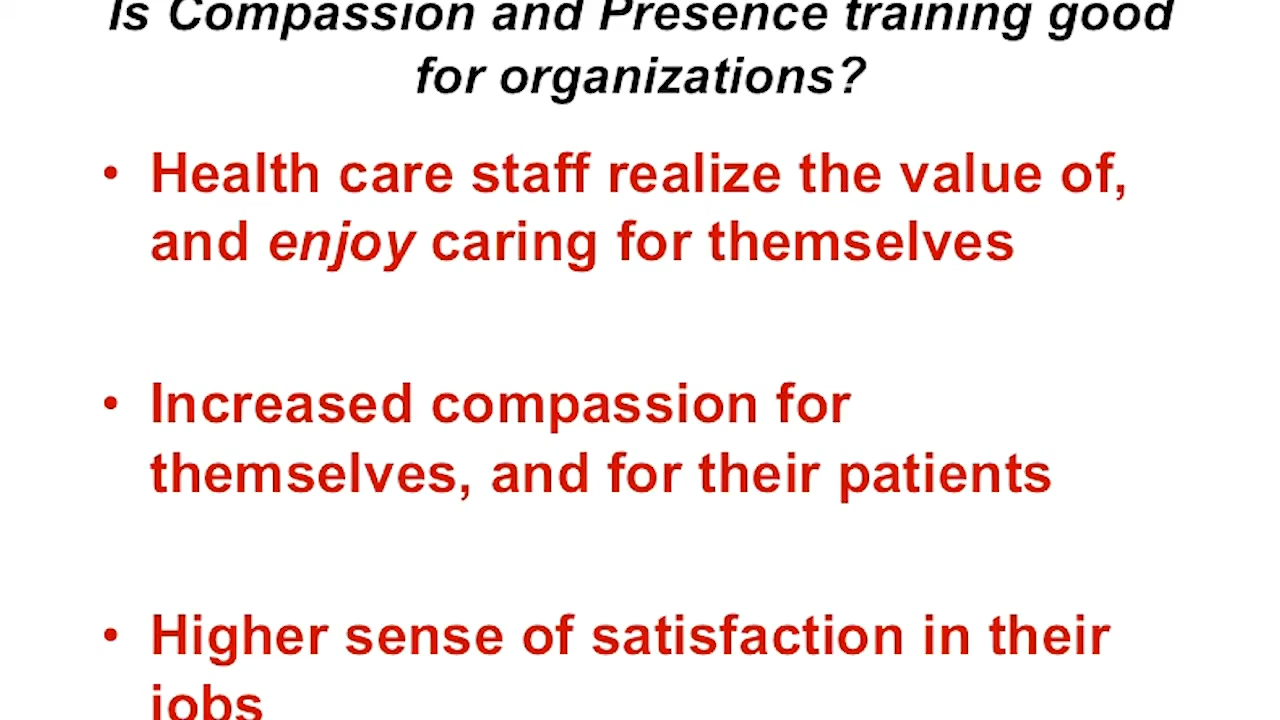 Is Compassion and Presence training good
for organizations?
• Health care staff realize the value of,
and enjoy caring for themselves
• Increased compassion for
themselves, and for their patients
• Higher sense of satisfaction in their
jobs